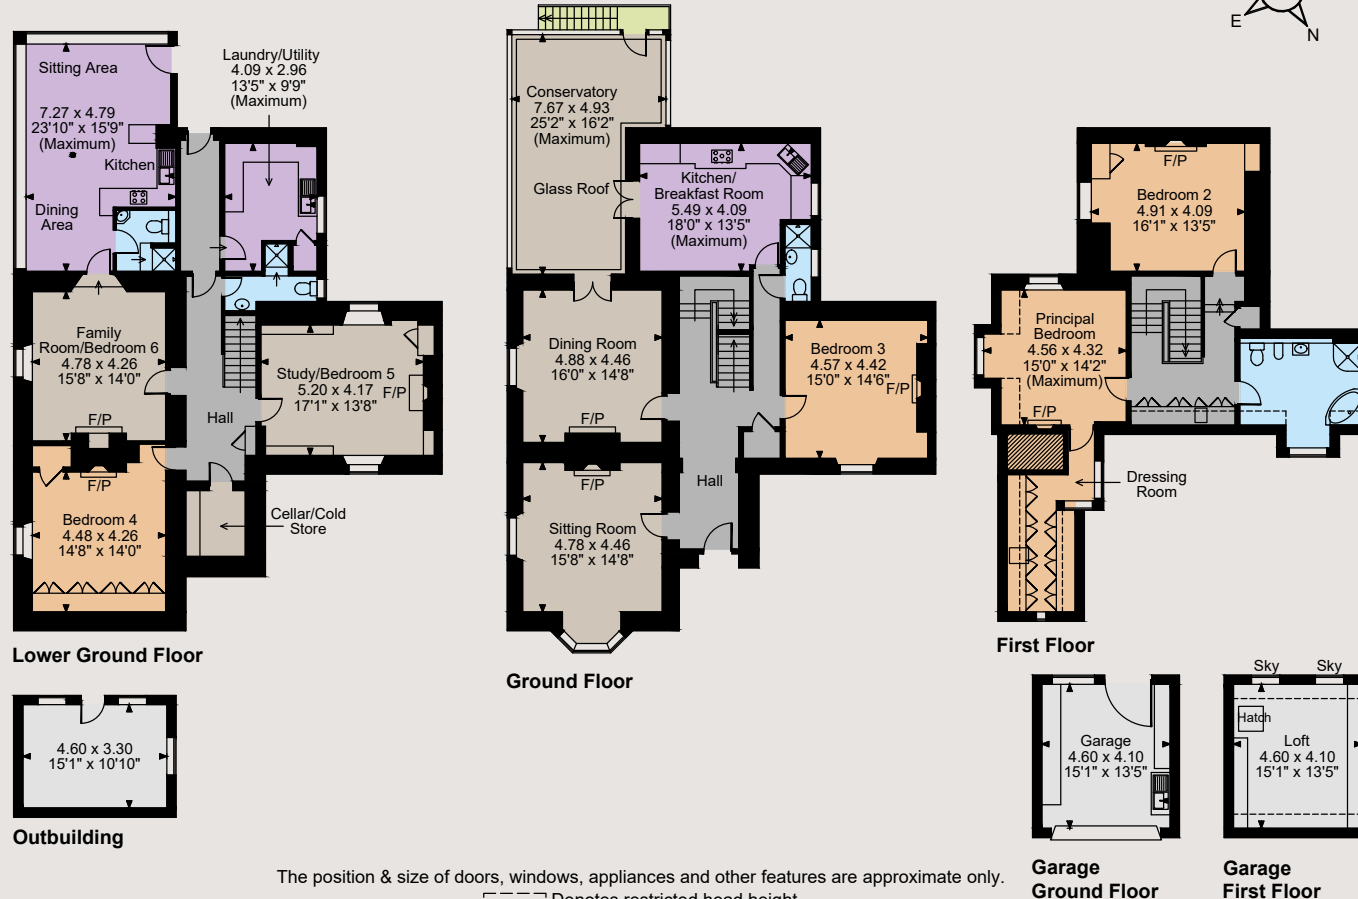 E
N
Sitting Area
7.27 x 4.79
23'10" x 15'9"
(Maximum)
Kitchen
Dining
Area
Laundry/Utility
4.09 x 2.96
13'5" x 9'9"
(Maximum)
Family
Room/Bedroom 6
4.78 x 4.26
15'8" x 14'0"
F/P
Study/Bedroom 5
5.20 x 4.17
17'1" x 13'8"
F/P
Hall
F/P
Bedroom 4
4.48 x 4.26
14'8" x 14'0"
Cellar/Cold
Store
Lower Ground Floor
4.60 x 3.30
15'1" x 10'10"
Outbuilding
Conservatory
7.67 x 4.93
25'2" x 16'2"
(Maximum)
Glass Roof
Kitchen/
Breakfast Room
5.49 x 4.09
18'0" x 13'5"
(Maximum)
Dining Room
4.88 x 4.46
16'0" x 14'8"
F/P
Bedroom 3
4.57 x 4.42
15'0" x 14'6"
F/P
F/P
Sitting Room
4.78 x 4.46
15'8" x 14'8"
Hall
Ground Floor
F/P
Bedroom 2
4.91 x 4.09
16'1" x 13'5"
Principal
Bedroom
4.56 x 4.32
15'0" x 14'2"
(Maximum)
F/P
Dressing
Room
First Floor
Garage
4.60 x 4.10
15'1" x 13'5"
Garage
Ground Floor
Sky
Sky
Hatch
Loft
4.60 x 4.10
15'1" x 13'5"
Garage
First Floor
The position & size of doors, windows, appliances and other features are approximate only.
Denotes restricted head height